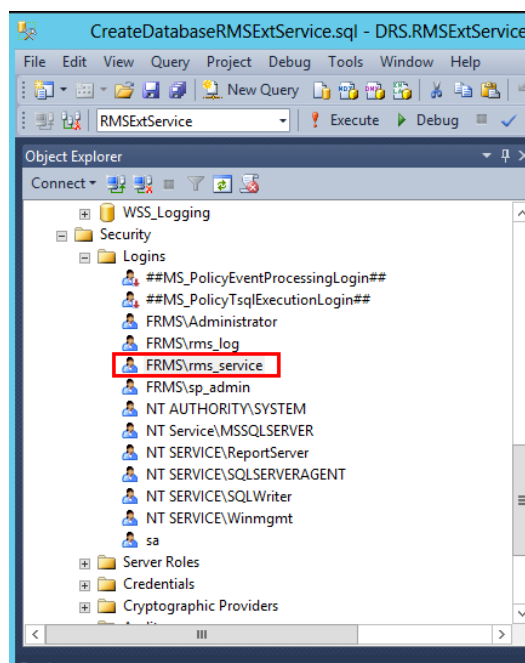 CreateDatabaseRMSExtService.sql - DRS.RMSExtService
File Edit View Query Project Debug Tools Window Help
New Query
RMSExtService Execute Debug
Object Explorer
Connect
WSS_Logging
Security
Logins
##MS_PolicyEventProcessingLogin##
##MS_PolicyTsqlExecutionLogin##
FRMS\Administrator
FRMS\rms_log
FRMS\rms_service
FRMS\sp_admin
NT AUTHORITY\SYSTEM
NT Service\MSSQLSERVER
NT SERVICE\ReportServer
NT SERVICE\SQLSERVERAGENT
NT SERVICE\SQLWriter
NT SERVICE\Winmgmt
sa
Server Roles
Credentials
Cryptographic Providers